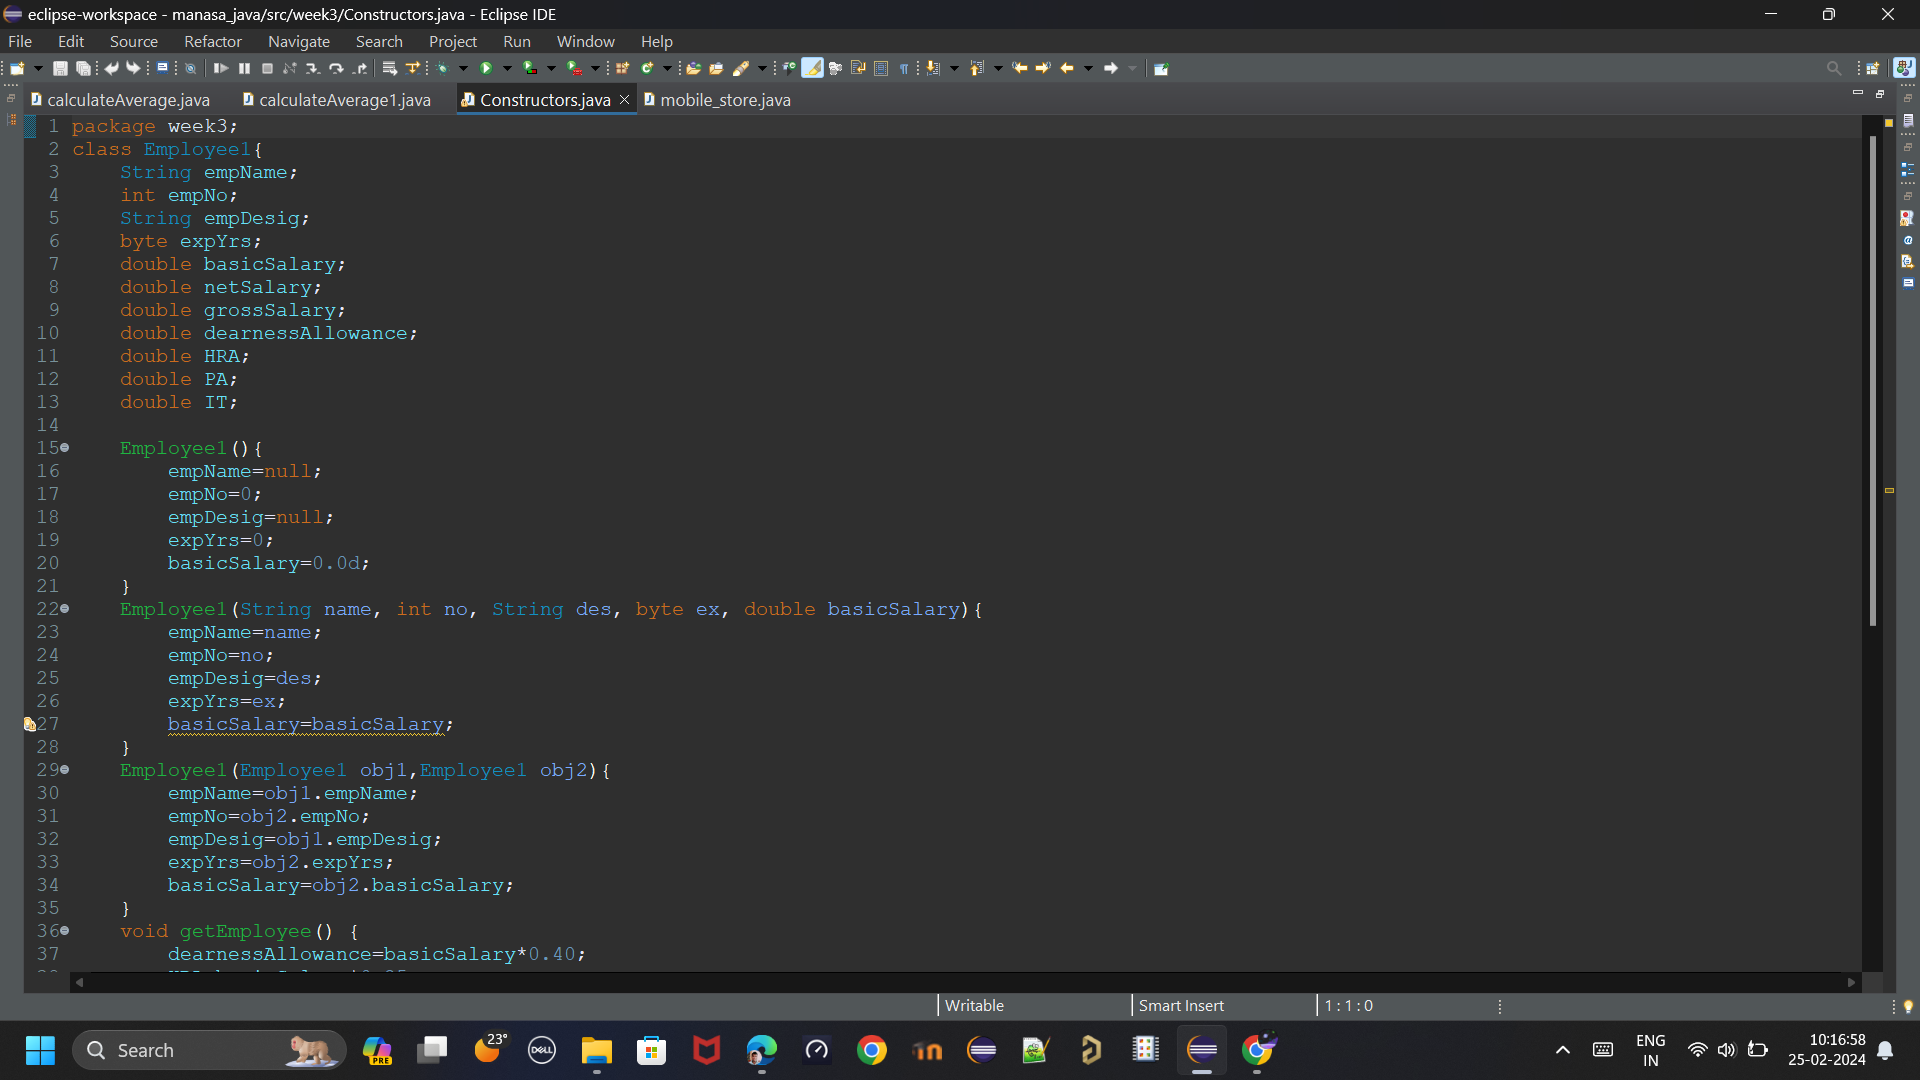 eclipse-workspace - manasa_java/src/week3/Constructors.java - Eclipse IDE
File Edit Source Refactor Navigate Search Project Run Window Help
calculateAverage.java calculateAverage1.java Constructors.java mobile_store.java
1 package week3;
2 class Employee1{
3 String empName;
4 int empNo;
5 String empDesig;
6 byte expYrs;
7 double basicSalary;
8 double netSalary;
9 double grossSalary;
10 double dearnessAllowance;
11 double HRA;
12 double PA;
13 double IT;
14
15 Employee1(){
16 empName=null;
17 empNo=0;
18 empDesig=null;
19 expYrs=0;
20 basicSalary=0.0d;
21 }
22 Employee1(String name, int no, String des, byte ex, double basicSalary){
23 empName=name;
24 empNo=no;
25 empDesig=des;
26 expYrs=ex;
27 basicSalary=basicSalary;
28 }
29 Employee1(Employee1 obj1,Employee1 obj2){
30 empName=obj1.empName;
31 empNo=obj2.empNo;
32 empDesig=obj1.empDesig;
33 expYrs=obj2.expYrs;
34 basicSalary=obj2.basicSalary;
35 }
36 void getEmployee() {
37 dearnessAllowance=basicSalary*0.40;
Writable Smart Insert 1 : 1 : 0
Search PRE 23° DELL ENG 10:16:58
IN 25-02-2024